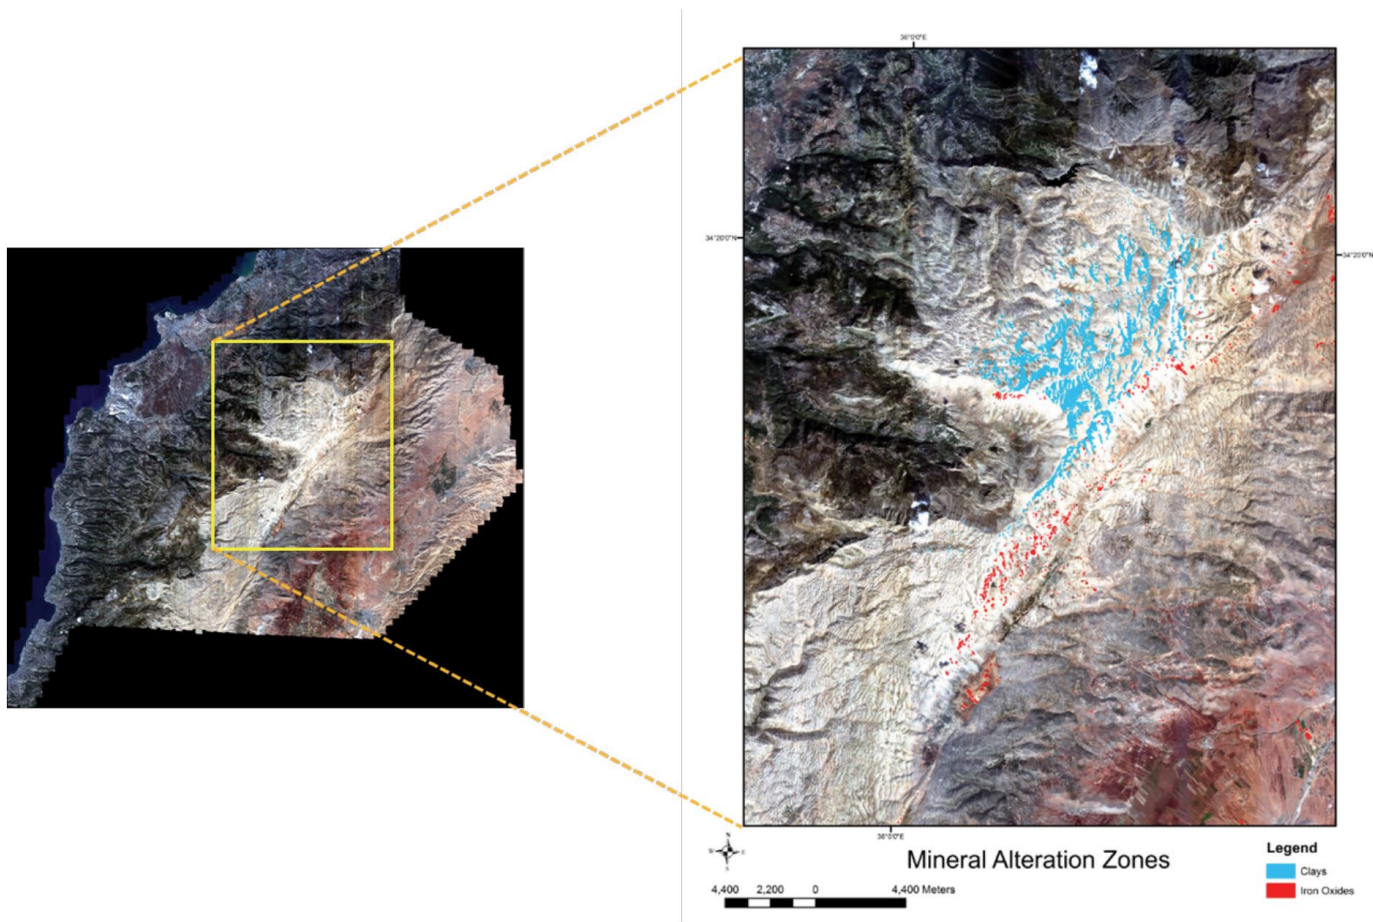 36°0'0"E
34°20'0"N
34°20'0"N
36°0'0"E
N
W E
S
Mineral Alteration Zones
4,400 2,200 0 4,400 Meters
Legend
Clays
Iron Oxides